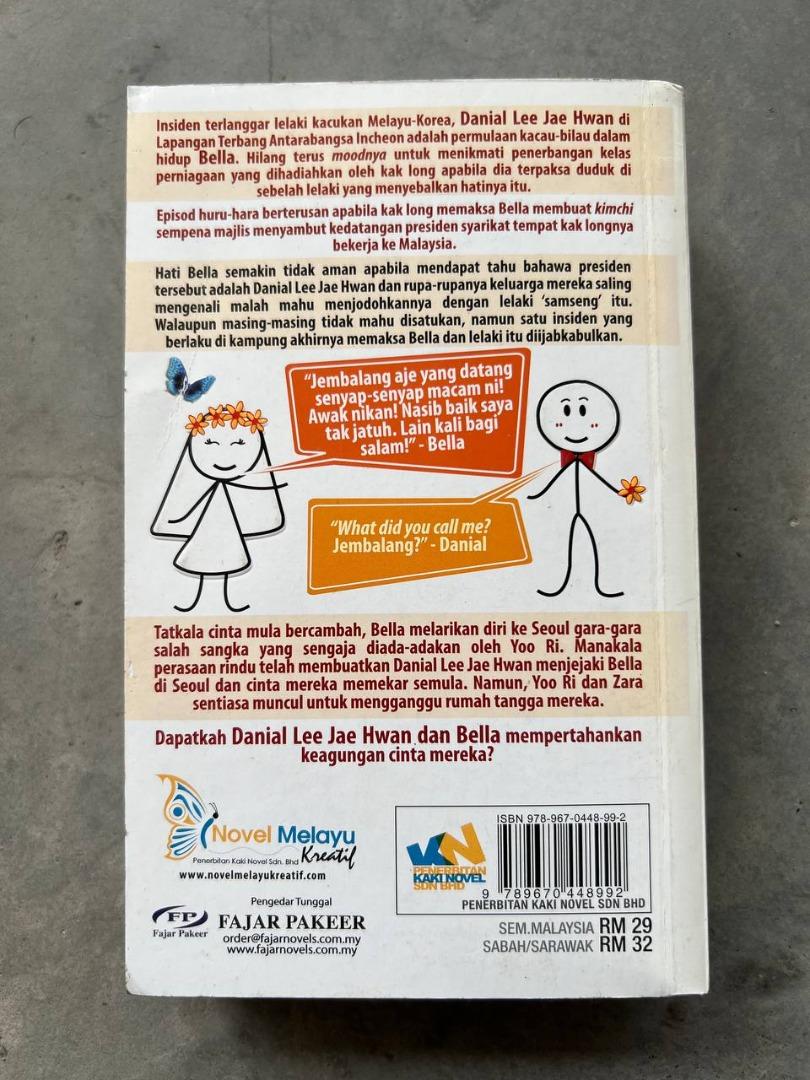 Insiden terlanggar lelaki kacukan Melayu-Korea, Danial Lee Jae Hwan di
Lapangan Terbang Antarabangsa Incheon adalah permulaan kacau-bilau dalam
hidup Bella. Hilang terus moodnya untuk menikmati penerbangan kelas
perniagaan yang dihadiahkan oleh kak long apabila dia terpaksa duduk di
sebelah lelaki yang menyebalkan hatinya itu.
Episod huru-hara berterusan apabila kak long memaksa Bella membuat kimchi
sempena majlis menyambut kedatangan presiden syarikat tempat kak longnya
bekerja ke Malaysia.
Hati Bella semakin tidak aman apabila mendapat tahu bahawa presiden
tersebut adalah Danial Lee Jae Hwan dan rupa-rupanya keluarga mereka saling
mengenali malah mahu menjodohkannya dengan lelaki ‘samseng’ itu.
Walaupun masing-masing tidak mahu disatukan, namun satu insiden yang
berlaku di kampung akhirnya memaksa Bella dan lelaki itu diijabkabulkan.
“Jembalang aje yang datang
senyap-senyap macam ni!
Awak nikan! Nasib baik saya
tak jatuh. Lain kali bagi
salam!” - Bella
“What did you call me?
Jembalang?” - Danial
Tatkala cinta mula bercambah, Bella melarikan diri ke Seoul gara-gara
salah sangka yang sengaja diada-adakan oleh Yoo Ri. Manakala
perasaan rindu telah membuatkan Danial Lee Jae Hwan menjejaki Bella
di Seoul dan cinta mereka memekar semula. Namun, Yoo Ri dan Zara
sentiasa muncul untuk mengganggu rumah tangga mereka.
Dapatkah Danial Lee Jae Hwan dan Bella mempertahankan
keagungan cinta mereka?
Novel Melayu
Kreatif
Penerbitan Kaki Novel Sdn. Bhd
www.novelmelayukreatif.com
Pengedar Tunggal
FP
Fajar Pakeer
FAJAR PAKEER
order@fajarnovels.com.my
www.fajarnovels.com.my
KN
PENERBITAN
KAKI NOVEL
SDN BHD
ISBN 978-967-0448-99-2
9 789670 448992
PENERBITAN KAKI NOVEL SDN BHD
SEM.MALAYSIA RM 29
SABAH/SARAWAK RM 32